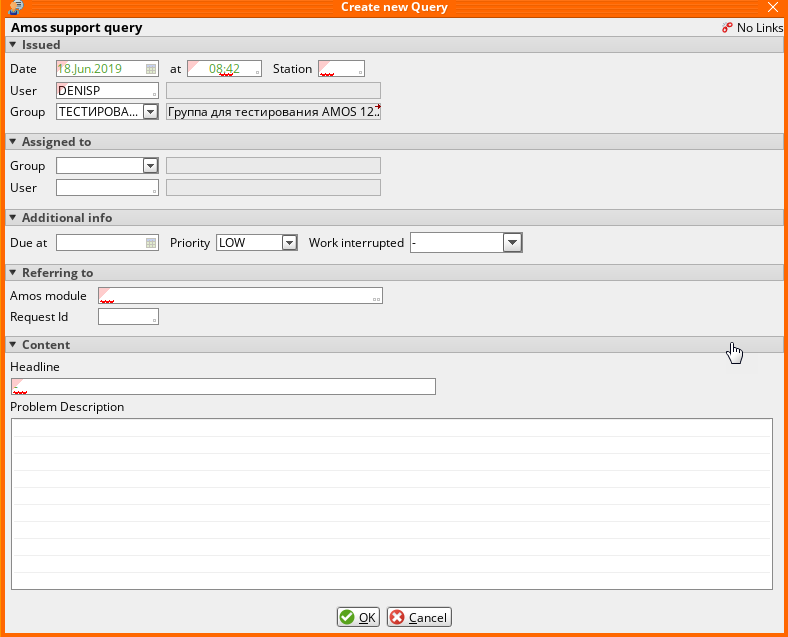 Create new Query
Amos support query No Links
Issued
Date 18.Jun.2019 at 08:42 Station
User DENISP
Group ТЕСТИРОВА... Группа для тестирования AMOS 12..
Assigned to
Group
User
Additional info
Due at Priority LOW Work interrupted -
Referring to
Amos module
Request Id
Content
Headline
-
Problem Description
OK Cancel